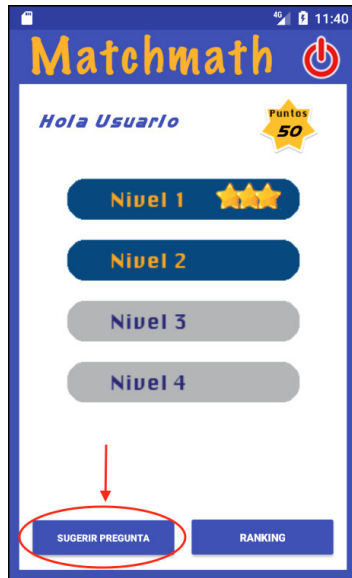 4G 11:40
Matchmath
Hola Usuario
Puntos
50
Nivel 1
Nivel 2
Nivel 3
Nivel 4
SUGERIR PREGUNTA
RANKING